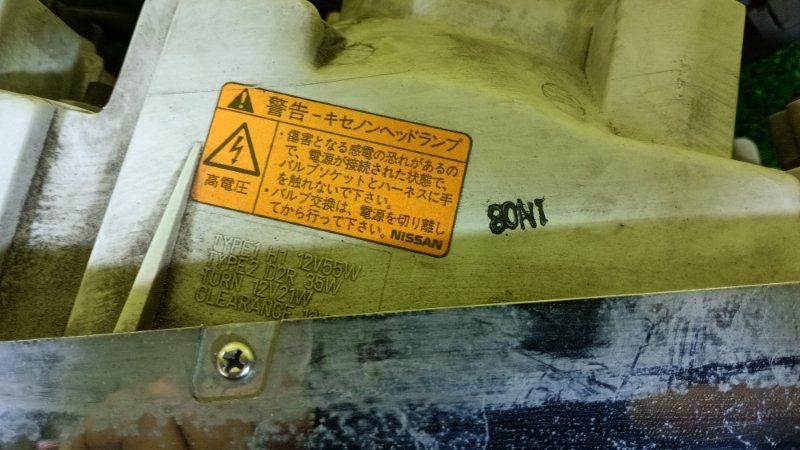 警告-キセノンヘッドランプ
・傷害となる感電の恐れがあるの
で、電源が接続された状態で、
バルブソケットとハーネスに手
を触れないで下さい。
・バルブ交換は、電源を切り離し
てから行って下さい。
高電圧
NISSAN
80N1
TYPE1 H1 12V55W
TYPE2 D2R 35W
TURN 12V21W
CLEARANCE